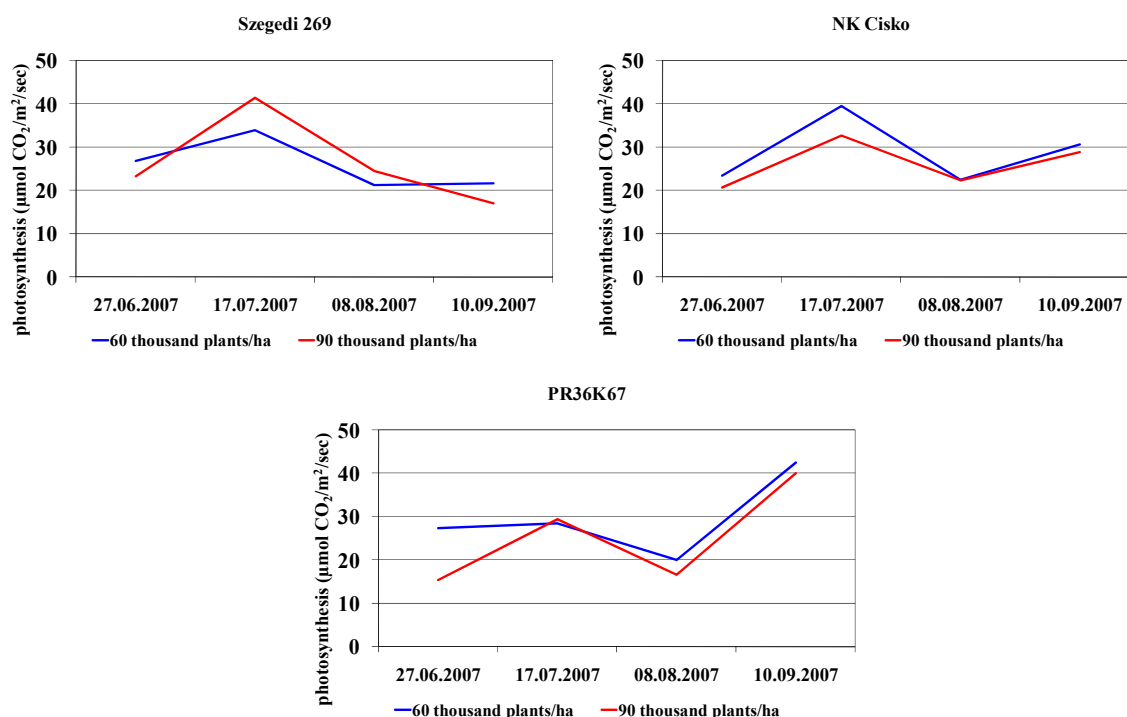 Szegedi 269
photosynthesis (µmol CO₂/m²/sec)
50
40
30
20
10
0
27.06.2007 17.07.2007 08.08.2007 10.09.2007
60 thousand plants/ha 90 thousand plants/ha
NK Cisko
photosynthesis (µmol CO₂/m²/sec)
50
40
30
20
10
0
27.06.2007 17.07.2007 08.08.2007 10.09.2007
60 thousand plants/ha 90 thousand plants/ha
PR36K67
photosynthesis (µmol CO₂/m²/sec)
50
40
30
20
10
0
27.06.2007 17.07.2007 08.08.2007 10.09.2007
60 thousand plants/ha 90 thousand plants/ha